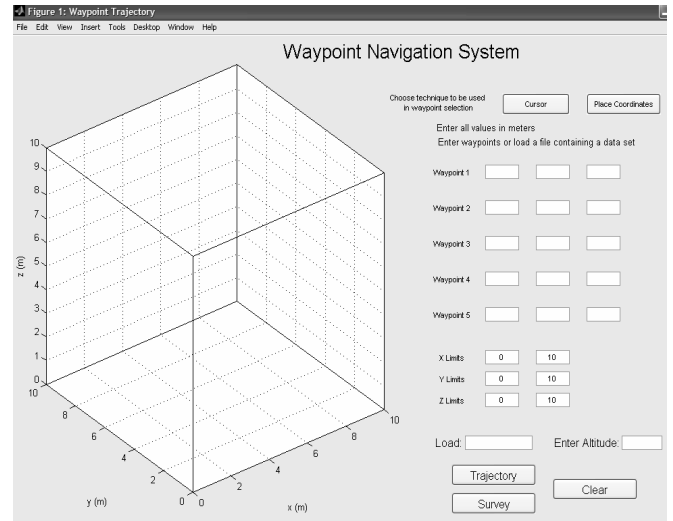 Figure 1: Waypoint Trajectory
File Edit View Insert Tools Desktop Window Help
Waypoint Navigation System
Choose technique to be used
in waypoint selection
Cursor
Place Coordinates
Enter all values in meters
Enter waypoints or load a file containing a data set
Waypoint 1
Waypoint 2
Waypoint 3
Waypoint 4
Waypoint 5
X Limits 0 10
Y Limits 0 10
Z Limits 0 10
Load: Enter Altitude:
Trajectory
Survey
Clear
z (m)
10
9
8
7
6
5
4
3
2
1
0
10
8
6
4
2
0
y (m)
0
2
4
6
8
10
x (m)